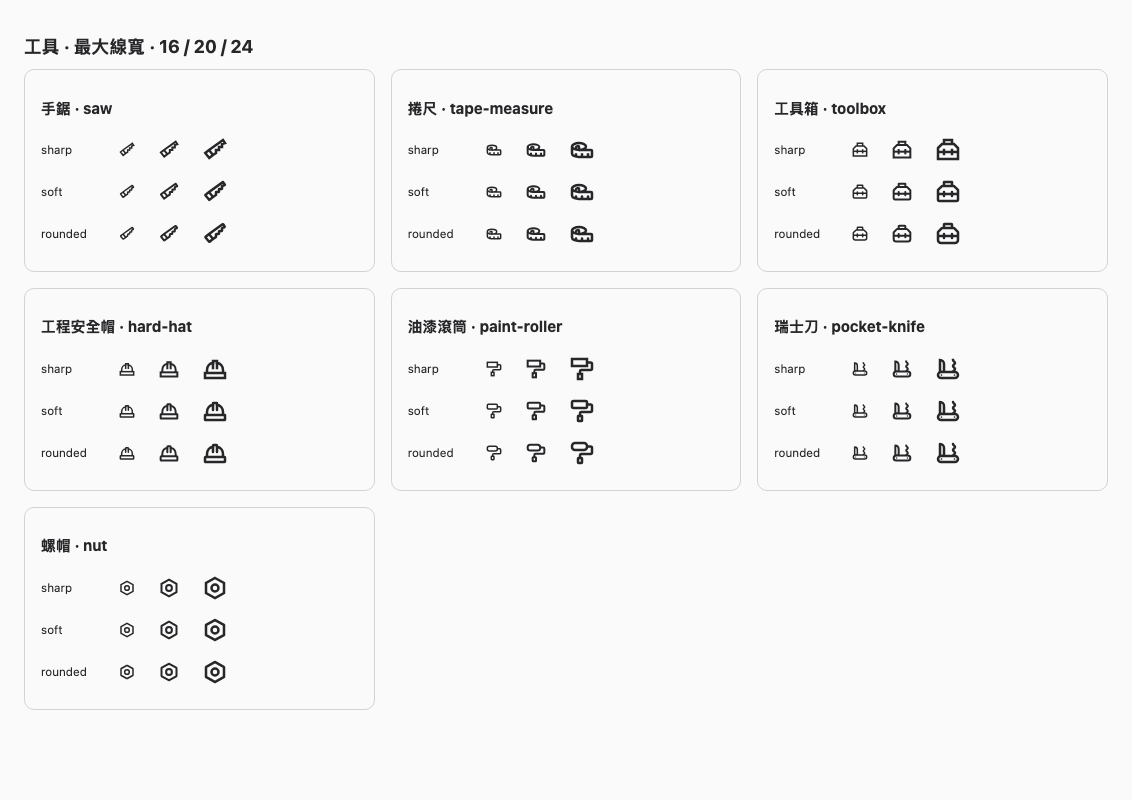 工具 · 最大線寬 · 16 / 20 / 24
手鋸 · saw
sharp
soft
rounded
捲尺 · tape-measure
sharp
soft
rounded
工具箱 · toolbox
sharp
soft
rounded
工程安全帽 · hard-hat
sharp
soft
rounded
油漆滾筒 · paint-roller
sharp
soft
rounded
瑞士刀 · pocket-knife
sharp
soft
rounded
螺帽 · nut
sharp
soft
rounded